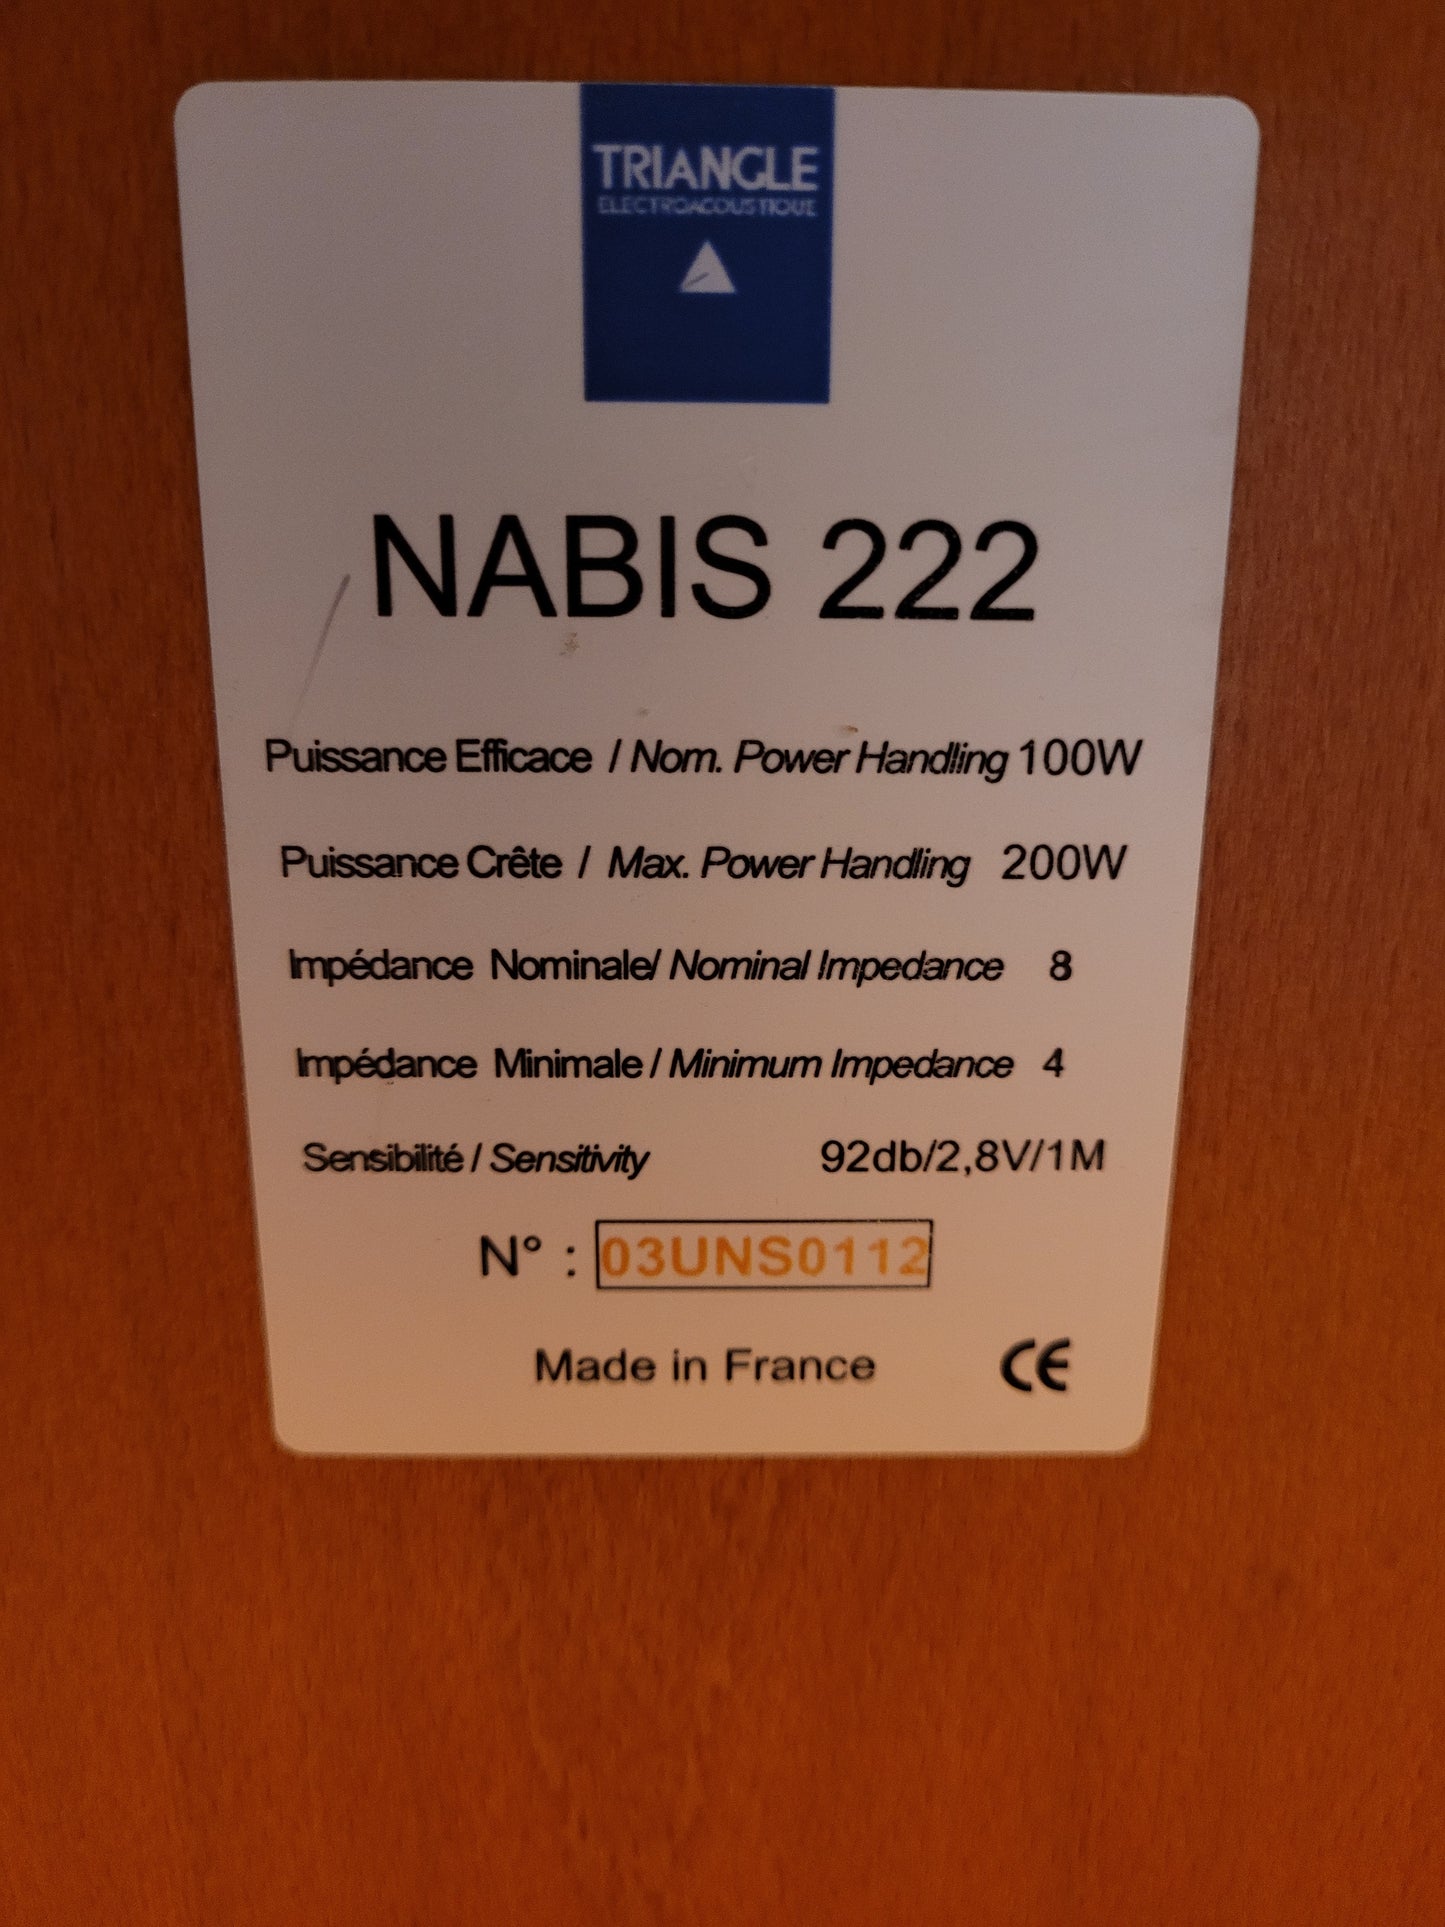 TRIANGLE
ELECTROACOUSTIQUE
NABIS 222
Puissance Efficace / Nom. Power Handling 100W
Puissance Crête / Max. Power Handling 200W
Impédance Nominale/ Nominal Impedance 8
Impédance Minimale / Minimum Impedance 4
Sensibilité / Sensitivity 92db/2,8V/1M
N° : 03UNS0112
Made in France CE